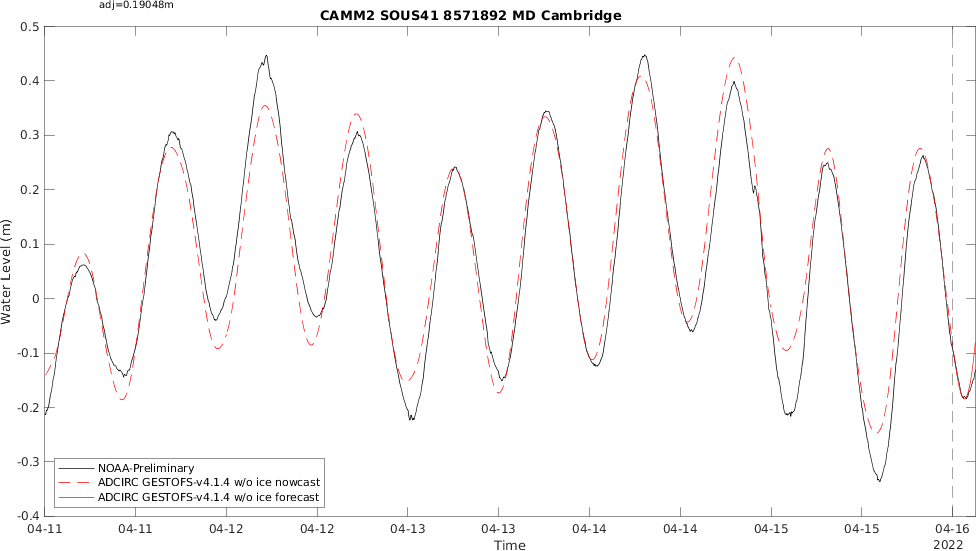 adj=0.19048m
CAMM2 SOUS41 8571892 MD Cambridge
0.5
0.4
0.3
0.2
0.1
0
-0.1
-0.2
-0.3
-0.4
Water Level (m)
NOAA-Preliminary
ADCIRC GESTOFS-v4.1.4 w/o ice nowcast
ADCIRC GESTOFS-v4.1.4 w/o ice forecast
04-11 04-11 04-12 04-12 04-13 04-13 04-14 04-14 04-15 04-15 04-16
Time
2022